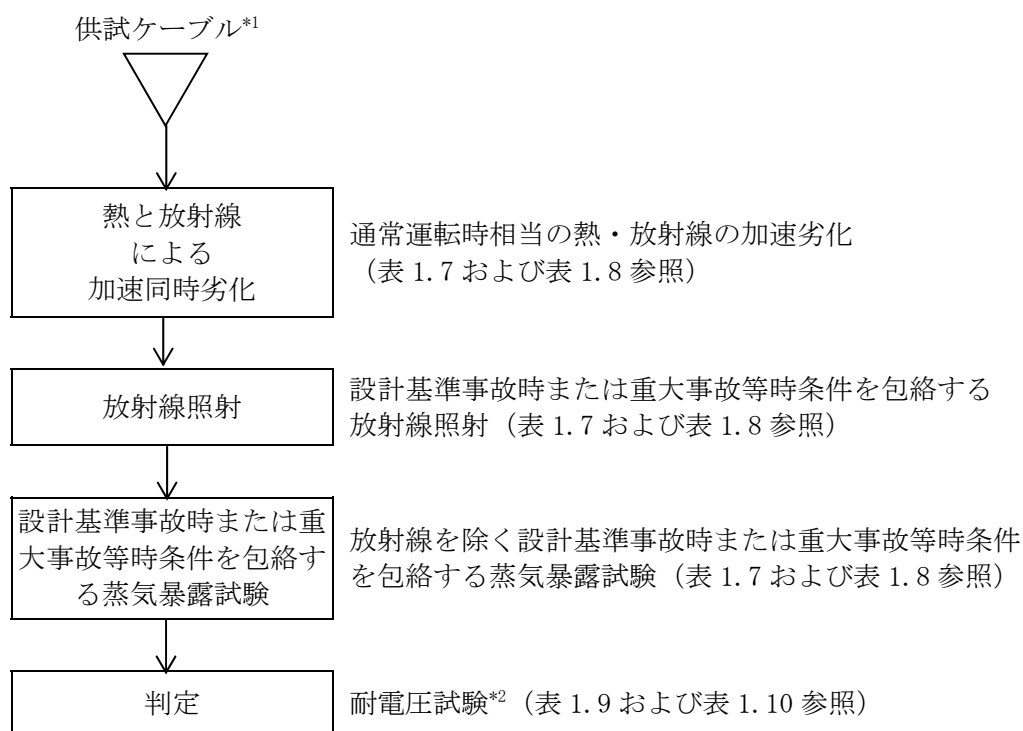 供試ケーブル*1
熱と放射線
による
加速同時劣化
通常運転時相当の熱・放射線の加速劣化
（表 1.7 および表 1.8 参照）
放射線照射
設計基準事故時または重大事故等時条件を包絡する
放射線照射（表 1.7 および表 1.8 参照）
設計基準事故時または重
大事故等時条件を包絡す
る蒸気暴露試験
放射線を除く設計基準事故時または重大事故等時条件
を包絡する蒸気暴露試験（表 1.7 および表 1.8 参照）
判定
耐電圧試験*2（表 1.9 および表 1.10 参照）